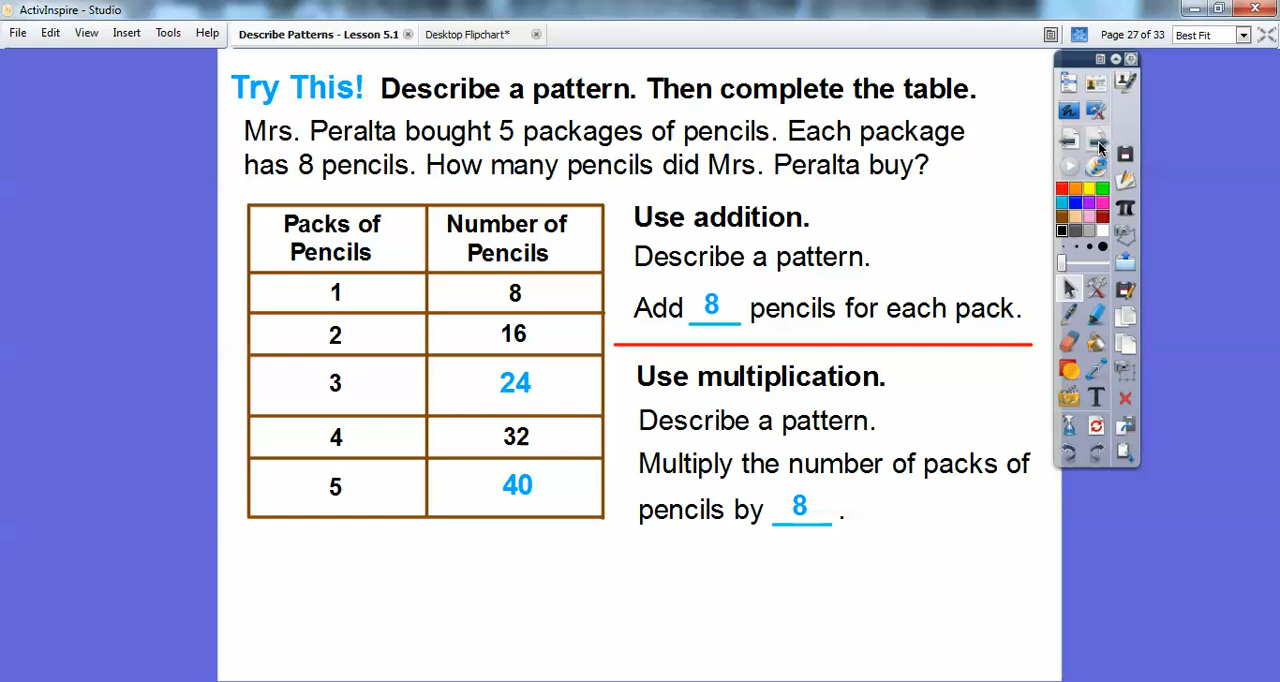 ActivInspire - Studio
File Edit View Insert Tools Help
Describe Patterns - Lesson 5.1
Desktop Flipchart*
Page 27 of 33
Best Fit
Try This! Describe a pattern. Then complete the table.
Mrs. Peralta bought 5 packages of pencils. Each package
has 8 pencils. How many pencils did Mrs. Peralta buy?
Packs of Pencils
Number of Pencils
1 8
2 16
3 24
4 32
5 40
Use addition.
Describe a pattern.
Add 8 pencils for each pack.
Use multiplication.
Describe a pattern.
Multiply the number of packs of
pencils by 8 .